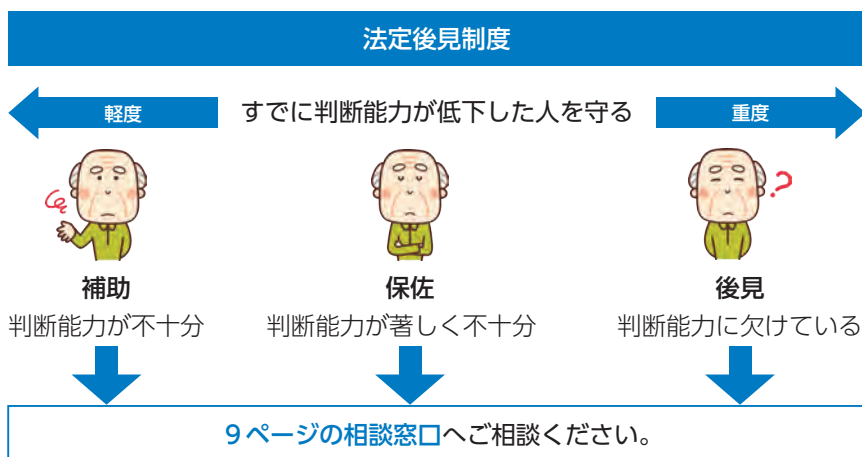 法定後見制度
軽度
すでに判断能力が低下した人を守る
重度
補助
保佐
後見
判断能力が不十分
判断能力が著しく不十分
判断能力に欠けている
9ページの相談窓口へご相談ください。